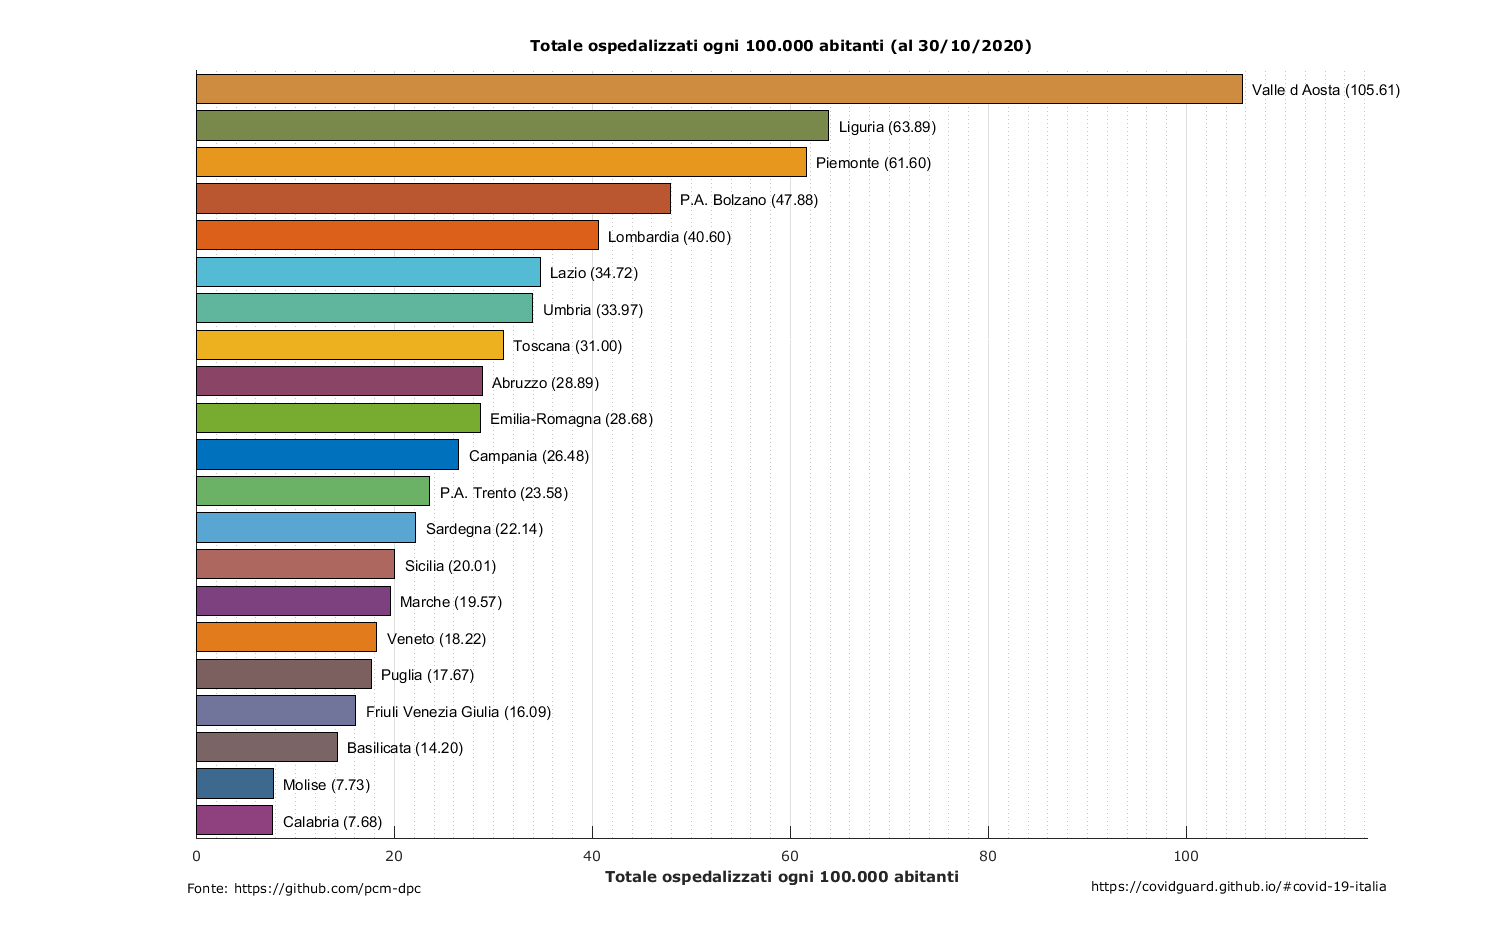 Totale ospedalizzati ogni 100.000 abitanti (al 30/10/2020)
Valle d Aosta (105.61)
Liguria (63.89)
Piemonte (61.60)
P.A. Bolzano (47.88)
Lombardia (40.60)
Lazio (34.72)
Umbria (33.97)
Toscana (31.00)
Abruzzo (28.89)
Emilia-Romagna (28.68)
Campania (26.48)
P.A. Trento (23.58)
Sardegna (22.14)
Sicilia (20.01)
Marche (19.57)
Veneto (18.22)
Puglia (17.67)
Friuli Venezia Giulia (16.09)
Basilicata (14.20)
Molise (7.73)
Calabria (7.68)
0 20 40 60 80 100
Totale ospedalizzati ogni 100.000 abitanti
Fonte: https://github.com/pcm-dpc
https://covidguard.github.io/#covid-19-italia